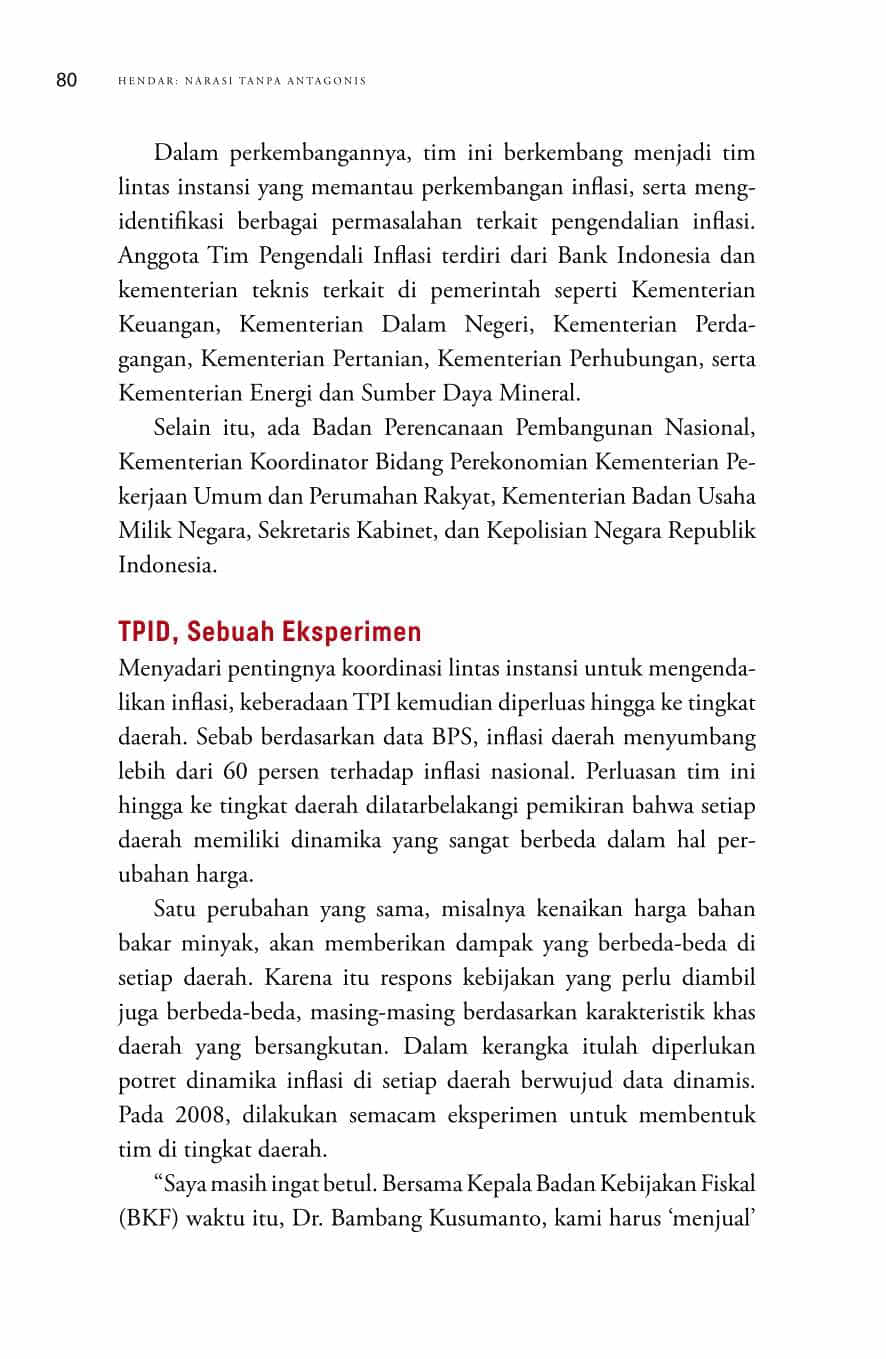 80
HENDAR: NARASI TANPA ANTAGONIS
Dalam perkembangannya, tim ini berkembang menjadi tim
lintas instansi yang memantau perkembangan inflasi, serta meng-
identifikasi berbagai permasalahan terkait pengendalian inflasi.
Anggota Tim Pengendali Inflasi terdiri dari Bank Indonesia dan
kementerian teknis terkait di pemerintah seperti Kementerian
Keuangan, Kementerian Dalam Negeri, Kementerian Perda-
gangan, Kementerian Pertanian, Kementerian Perhubungan, serta
Kementerian Energi dan Sumber Daya Mineral.
Selain itu, ada Badan Perencanaan Pembangunan Nasional,
Kementerian Koordinator Bidang Perekonomian Kementerian Pe-
kerjaan Umum dan Perumahan Rakyat, Kementerian Badan Usaha
Milik Negara, Sekretaris Kabinet, dan Kepolisian Negara Republik
Indonesia.
TPID, Sebuah Eksperimen
Menyadari pentingnya koordinasi lintas instansi untuk mengenda-
likan inflasi, keberadaan TPI kemudian diperluas hingga ke tingkat
daerah. Sebab berdasarkan data BPS, inflasi daerah menyumbang
lebih dari 60 persen terhadap inflasi nasional. Perluasan tim ini
hingga ke tingkat daerah dilatarbelakangi pemikiran bahwa setiap
daerah memiliki dinamika yang sangat berbeda dalam hal per-
ubahan harga.
Satu perubahan yang sama, misalnya kenaikan harga bahan
bakar minyak, akan memberikan dampak yang berbeda-beda di
setiap daerah. Karena itu respons kebijakan yang perlu diambil
juga berbeda-beda, masing-masing berdasarkan karakteristik khas
daerah yang bersangkutan. Dalam kerangka itulah diperlukan
potret dinamika inflasi di setiap daerah berwujud data dinamis.
Pada 2008, dilakukan semacam eksperimen untuk membentuk
tim di tingkat daerah.
“Saya masih ingat betul. Bersama Kepala Badan Kebijakan Fiskal
(BKF) waktu itu, Dr. Bambang Kusumanto, kami harus ‘menjual’